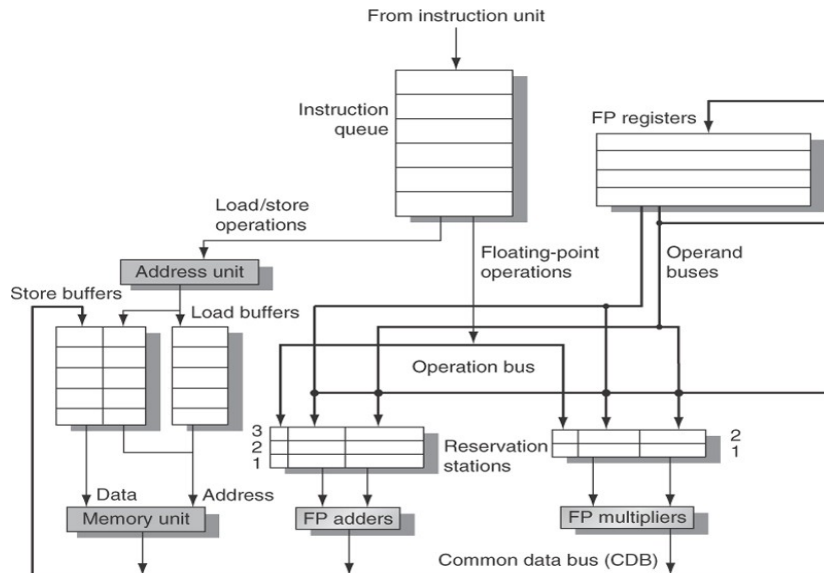 From instruction unit
Instruction
queue
FP registers
Load/store
operations
Floating-point
operations
Operand
buses
Address unit
Store buffers
Load buffers
Operation bus
3
2
1
Reservation
stations
2
1
Data
Address
Memory unit
FP adders
FP multipliers
Common data bus (CDB)